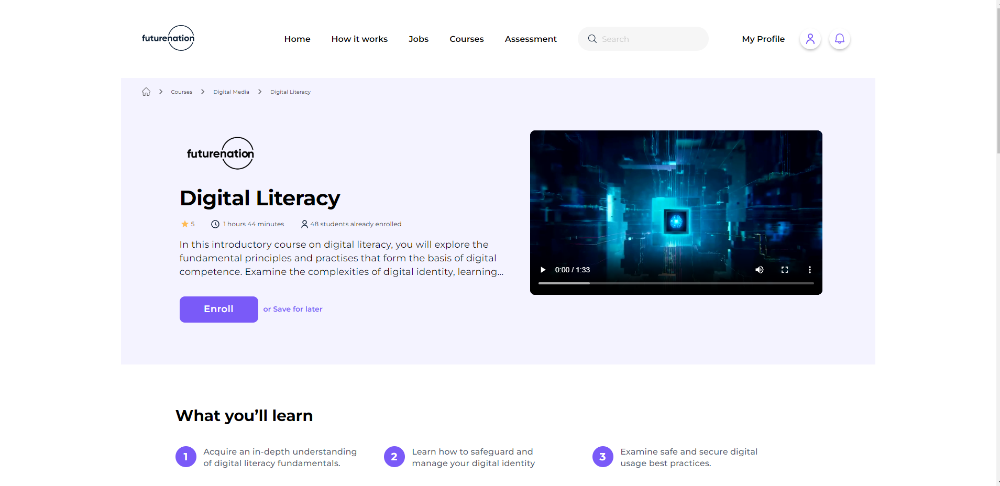 futurenation
Home
How it works
Jobs
Courses
Assessment
Search
My Profile
Courses
Digital Media
Digital Literacy
futurenation
Digital Literacy
5
1 hours 44 minutes
48 students already enrolled
In this introductory course on digital literacy, you will explore the
fundamental principles and practises that form the basis of digital
competence. Examine the complexities of digital identity, learning...
Enroll
or Save for later
0:00 / 1:33
What you’ll learn
1
Acquire an in-depth understanding
of digital literacy fundamentals.
2
Learn how to safeguard and
manage your digital identity
3
Examine safe and secure digital
usage best practices.